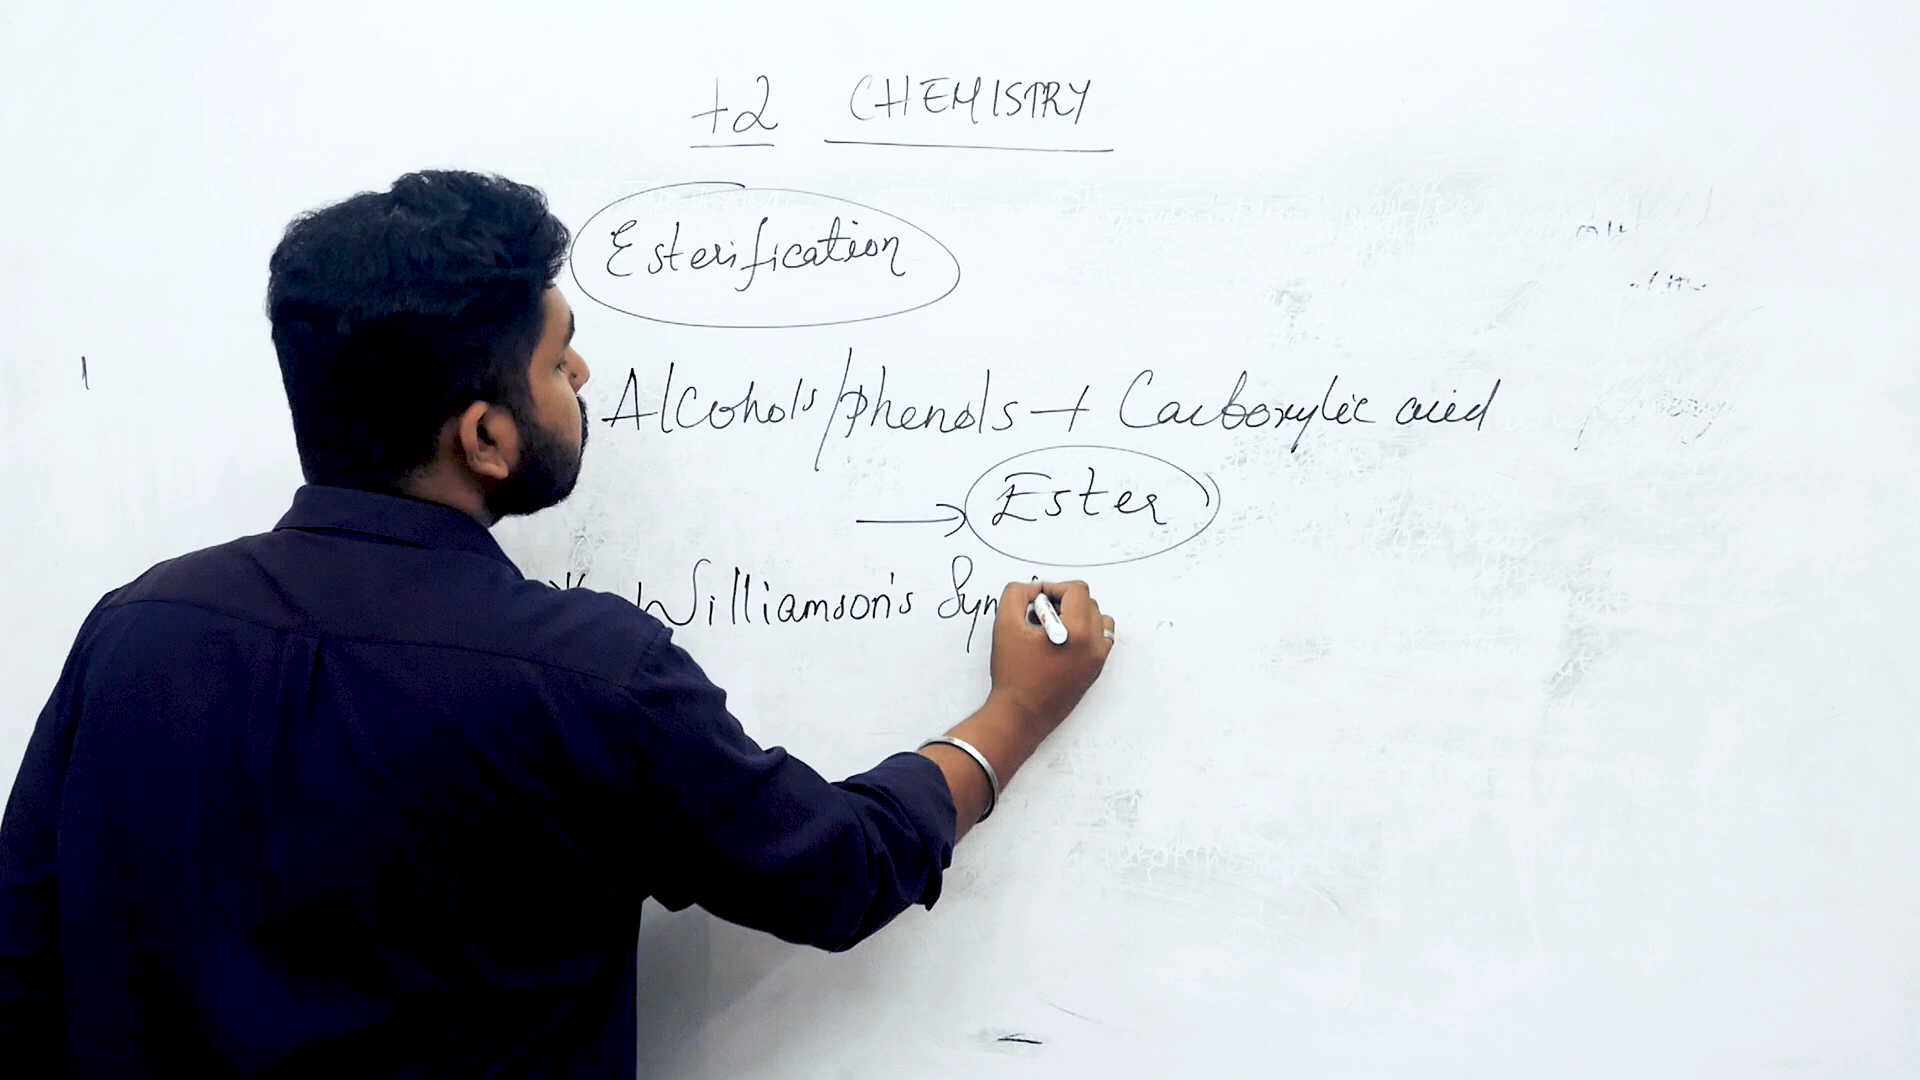 +2 CHEMISTRY
Esterification
Alcohols/phenols + Carboxylic acid
→ Ester
* Williamson's Syn